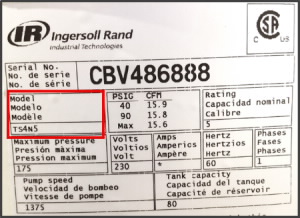 IR Ingersoll Rand
Industrial Technologies
CSA
C US
Serial No.
No. de serie
No. de série
CBV486888
Model
Modelo
Modèle
TS4N5
PSIG CFM
40 15.9
90 15.8
Max 15.6
Rating
Capacidad nominal
Calibre
5
Maximum pressure
Presión máxima
Pression maxima
175
Volts
Voltios
Volts
230
Amps
Amperios
Ampères
*
Hertz
Hertzios
Hertz
60
Phases
Fases
Phases
1
Pump speed
Velocidad de bombeo
Vitesse de pompe
1375
Tank capacity
Capacidad del tanque
Capacité de réservoir
80